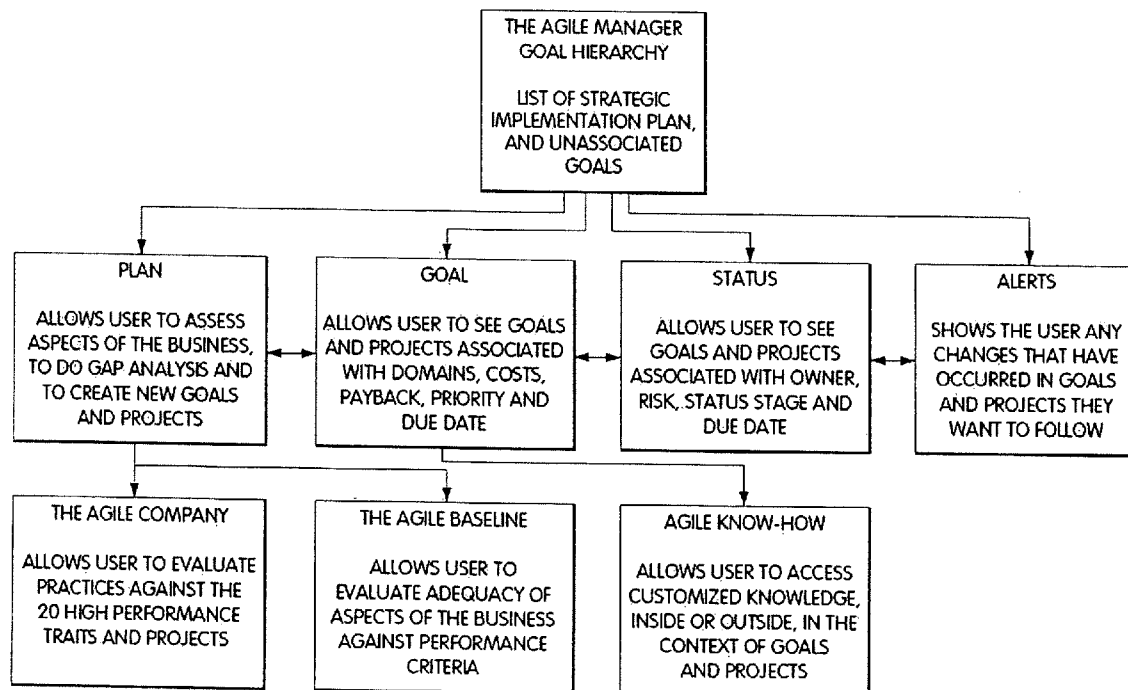 THE AGILE MANAGER
GOAL HIERARCHY
LIST OF STRATEGIC
IMPLEMENTATION PLAN,
AND UNASSOCIATED
GOALS
PLAN
ALLOWS USER TO ASSESS
ASPECTS OF THE BUSINESS,
TO DO GAP ANALYSIS AND
TO CREATE NEW GOALS
AND PROJECTS
GOAL
ALLOWS USER TO SEE GOALS
AND PROJECTS ASSOCIATED
WITH DOMAINS, COSTS,
PAYBACK, PRIORITY AND
DUE DATE
STATUS
ALLOWS USER TO SEE
GOALS AND PROJECTS
ASSOCIATED WITH OWNER,
RISK, STATUS STAGE AND
DUE DATE
ALERTS
SHOWS THE USER ANY
CHANGES THAT HAVE
OCCURRED IN GOALS
AND PROJECTS THEY
WANT TO FOLLOW
THE AGILE COMPANY
ALLOWS USER TO EVALUATE
PRACTICES AGAINST THE
20 HIGH PERFORMANCE
TRAITS AND PROJECTS
THE AGILE BASELINE
ALLOWS USER TO
EVALUATE ADEQUACY OF
ASPECTS OF THE BUSINESS
AGAINST PERFORMANCE
CRITERIA
AGILE KNOW-HOW
ALLOWS USER TO ACCESS
CUSTOMIZED KNOWLEDGE,
INSIDE OR OUTSIDE, IN THE
CONTEXT OF GOALS
AND PROJECTS